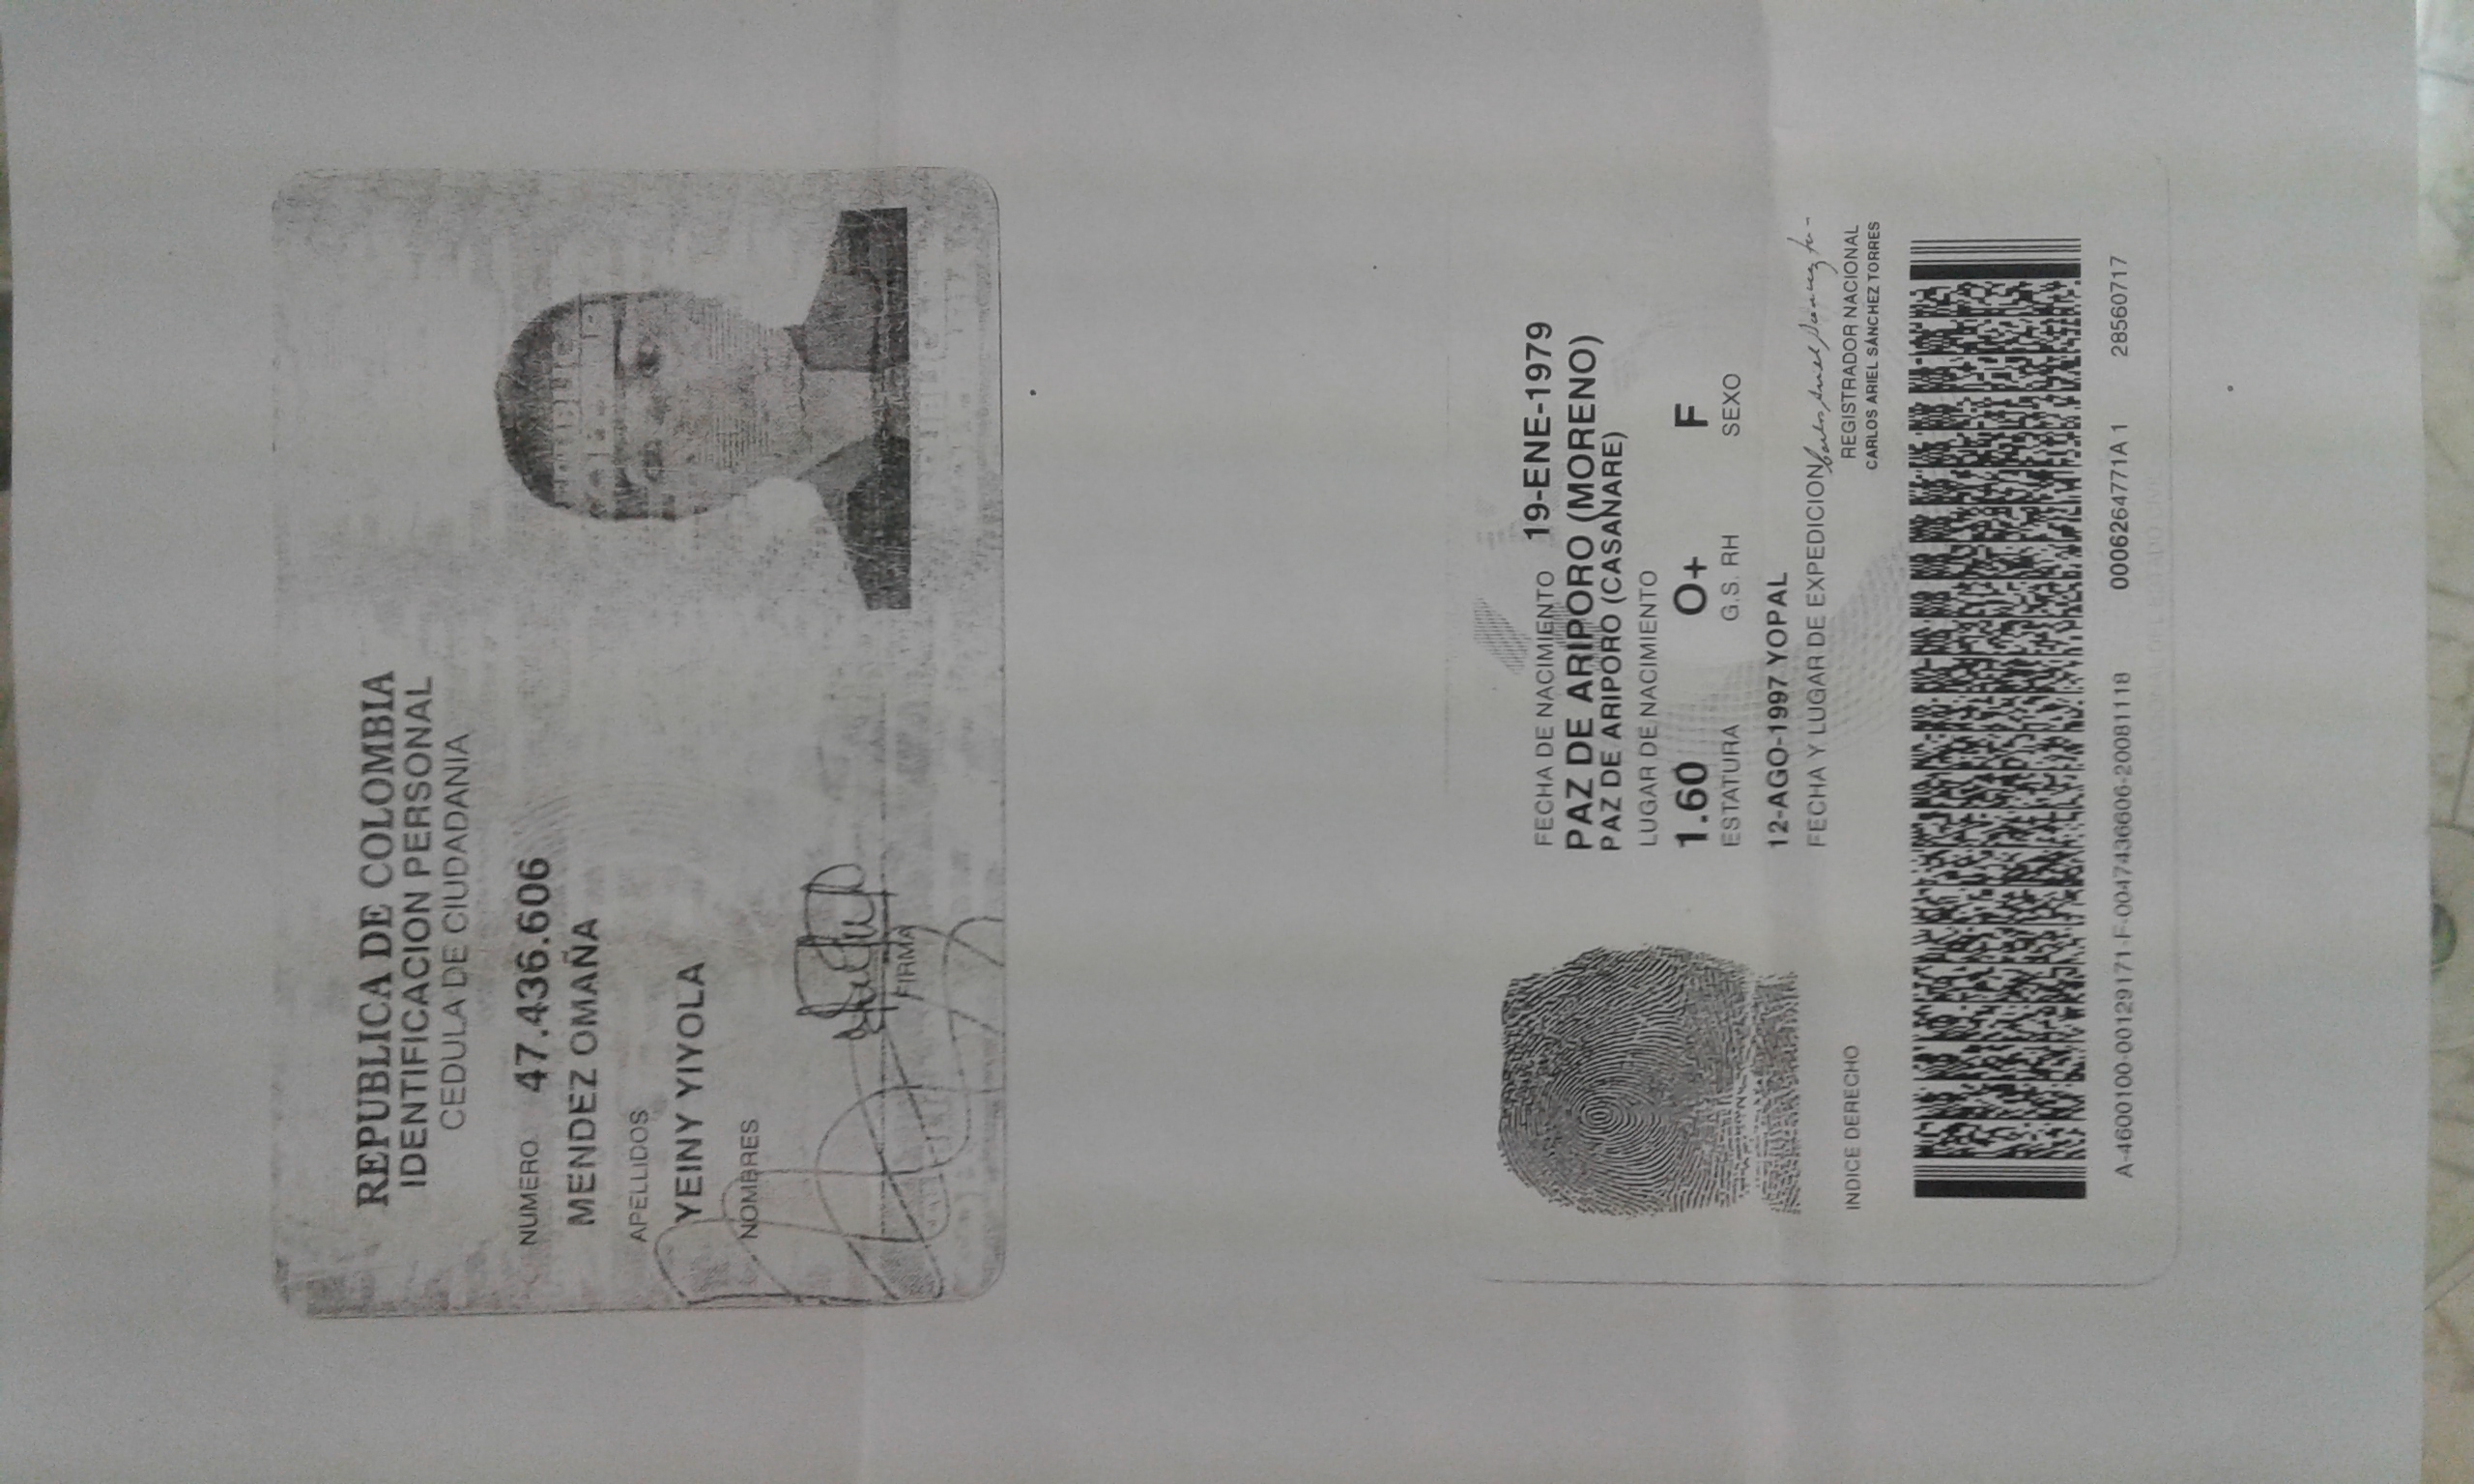 REPUBLICA DE COLOMBIA
IDENTIFICACION PERSONAL
CEDULA DE CIUDADANIA
NUMERO 47.436.606
MENDEZ OMAÑA
APELLIDOS
YEINY YIYOLA
NOMBRES
FIRMA
FECHA DE NACIMIENTO 19-ENE-1979
PAZ DE ARIPORO (MORENO)
PAZ DE ARIPORO (CASANARE)
LUGAR DE NACIMIENTO
1.60 O+ F
ESTATURA G.S. RH SEXO
12-AGO-1997 YOPAL
FECHA Y LUGAR DE EXPEDICION
INDICE DERECHO
REGISTRADOR NACIONAL
CARLOS ARIEL SÁNCHEZ TORRES
A-4600100-00129171-F-0047436606-20081118 0006264771A 1 28560717